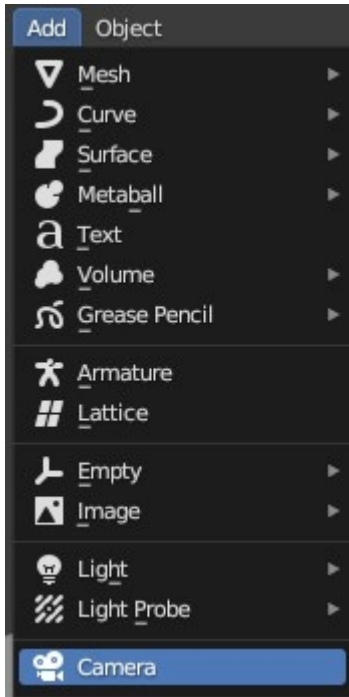 Add Object
Mesh
Curve
Surface
Metaball
Text
Volume
Grease Pencil
Armature
Lattice
Empty
Image
Light
Light Probe
Camera